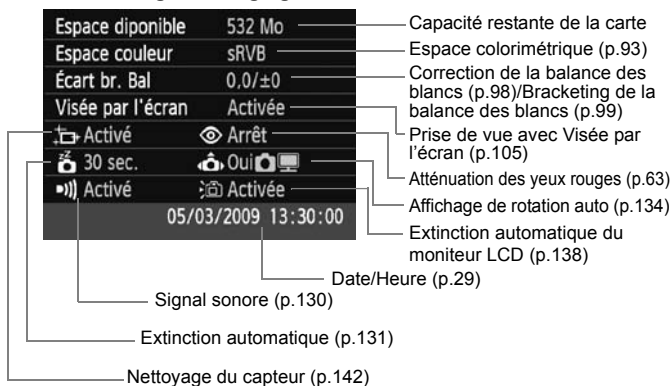 Espace diponible 532 Mo
Espace couleur sRVB
Écart br. Bal 0,0/±0
Visée par l'écran Activée
Activé Arrêt
30 sec. Oui
Activé Activée
05/03/2009 13:30:00
Capacité restante de la carte
Espace colorimétrique (p.93)
Correction de la balance des
blancs (p.98)/Bracketing de la
balance des blancs (p.99)
Prise de vue avec Visée par
l'écran (p.105)
Atténuation des yeux rouges (p.63)
Affichage de rotation auto (p.134)
Extinction automatique du
moniteur LCD (p.138)
Date/Heure (p.29)
Signal sonore (p.130)
Extinction automatique (p.131)
Nettoyage du capteur (p.142)